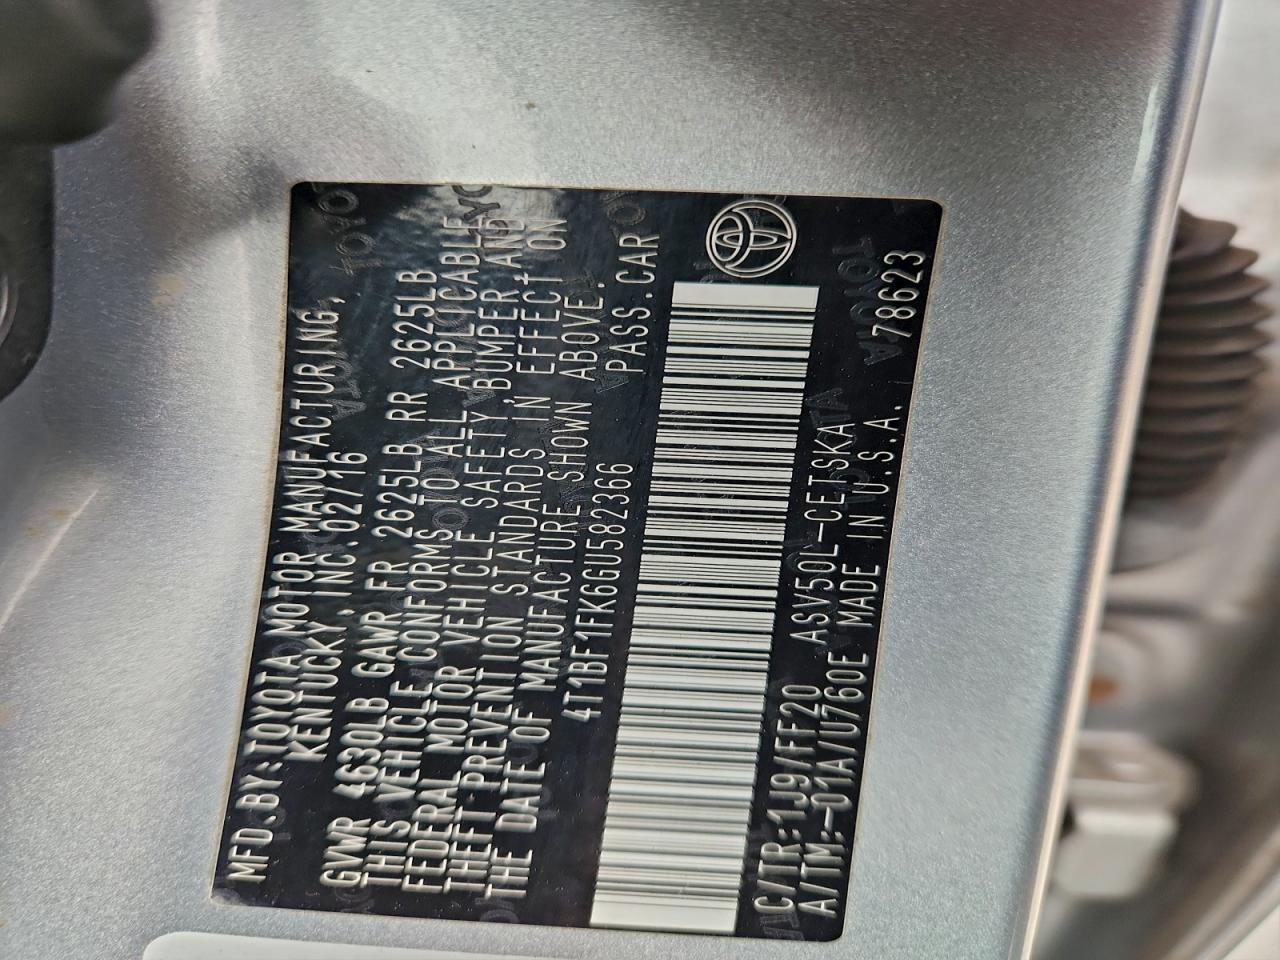 MFD.BY:TOYOTA MOTOR MANUFACTURING,
KENTUCKY, INC.02/16
GVWR 4630LB GAWR FR 2625LB RR 2625LB
THIS VEHICLE CONFORMS TO ALL APPLICABLE
FEDERAL MOTOR VEHICLE SAFETY, BUMPER AND
THEFT PREVENTION STANDARDS IN EFFECT ON
THE DATE OF MANUFACTURE SHOWN ABOVE.
4T1BF1FK6GU582366 PASS.CAR
C/TR:1J9/FF20 ASV50L-CETSKA
A/TM:-01A/U760E MADE IN U.S.A. 78623